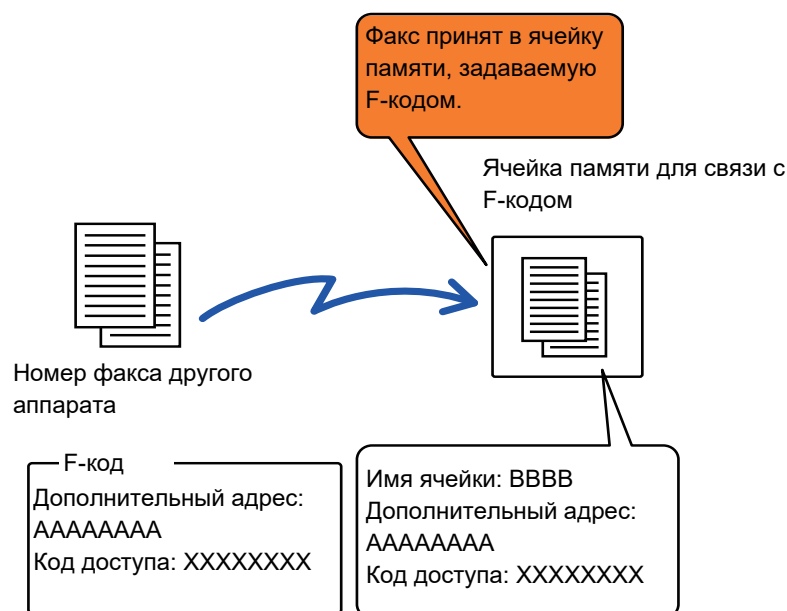 Факс принят в ячейку
памяти, задаваемую
F-кодом.
Ячейка памяти для связи с
F-кодом
Номер факса другого
аппарата
F-код
Дополнительный адрес:
AAAAAAAA
Код доступа: XXXXXXXX
Имя ячейки: BBBB
Дополнительный адрес:
AAAAAAAA
Код доступа: XXXXXXXX